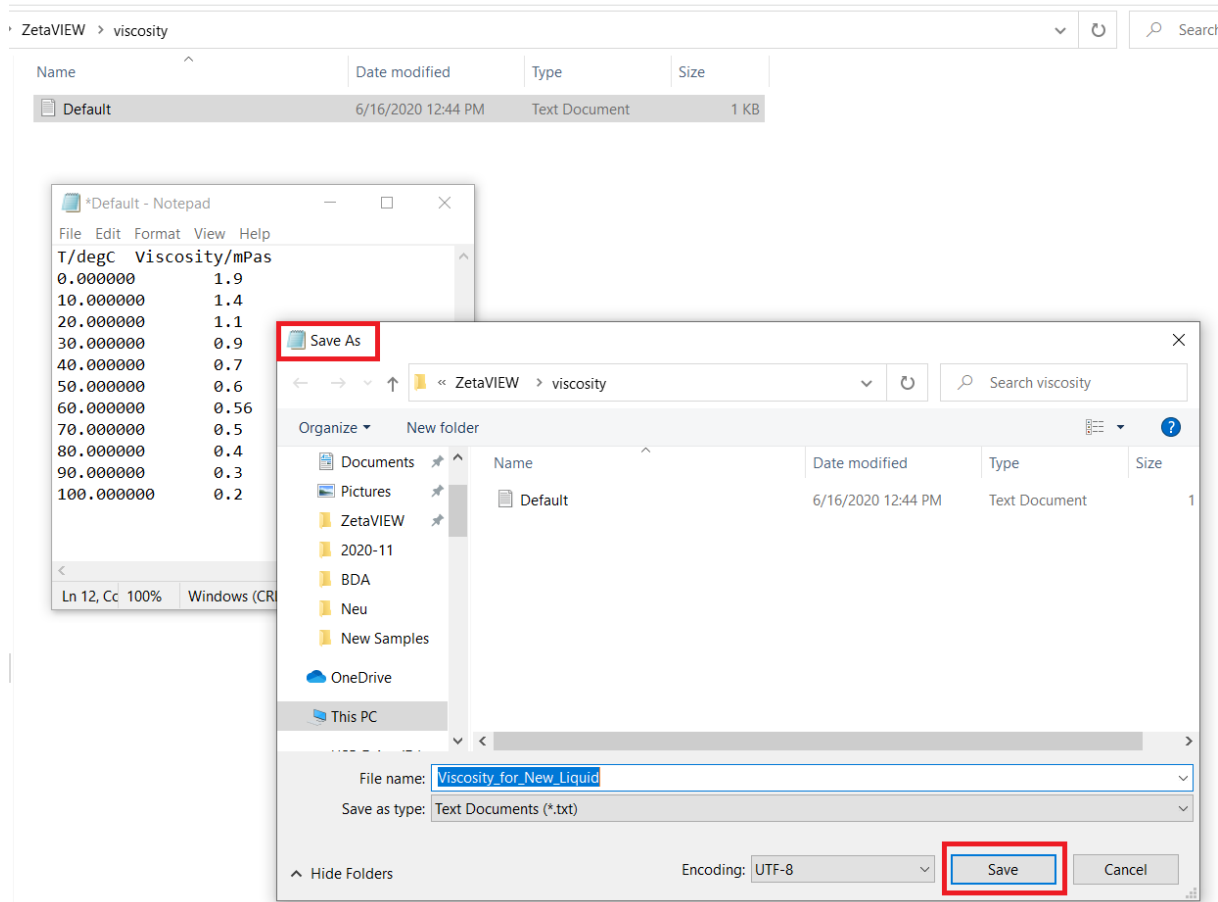 ZetaVIEW > viscosity Search
Name Date modified Type Size
Default 6/16/2020 12:44 PM Text Document 1 KB
*Default - Notepad
File Edit Format View Help
T/degC Viscosity/mPas
0.000000 1.9
10.000000 1.4
20.000000 1.1
30.000000 0.9
40.000000 0.7
50.000000 0.6
60.000000 0.56
70.000000 0.5
80.000000 0.4
90.000000 0.3
100.000000 0.2
Ln 12, Cc 100% Windows (CRI
Save As
« ZetaVIEW > viscosity Search viscosity
Organize New folder
Documents
Pictures
ZetaVIEW
2020-11
BDA
Neu
New Samples
OneDrive
This PC
Name Date modified Type Size
Default 6/16/2020 12:44 PM Text Document 1
File name: Viscosity_for_New_Liquid
Save as type: Text Documents (*.txt)
Hide Folders Encoding: UTF-8 Save Cancel